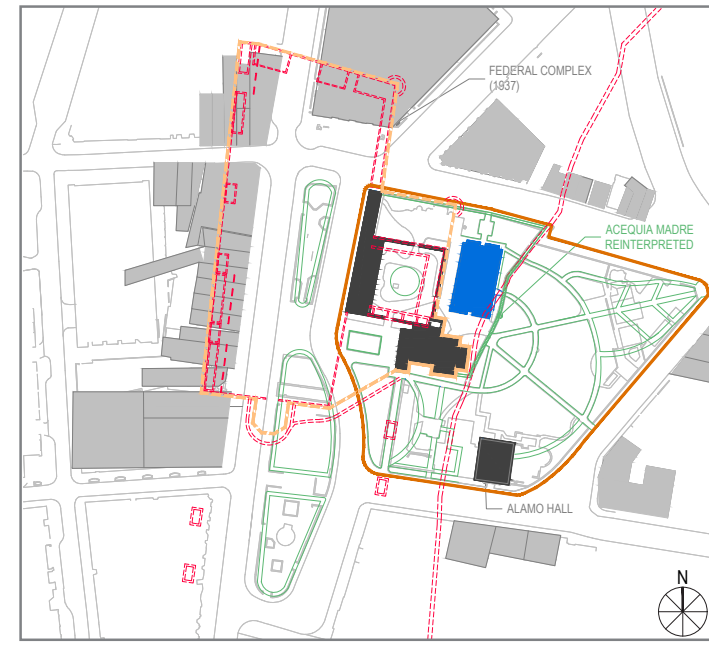 FEDERAL COMPLEX
(1937)
ACEQUIA MADRE
REINTERPRETED
ALAMO HALL
N